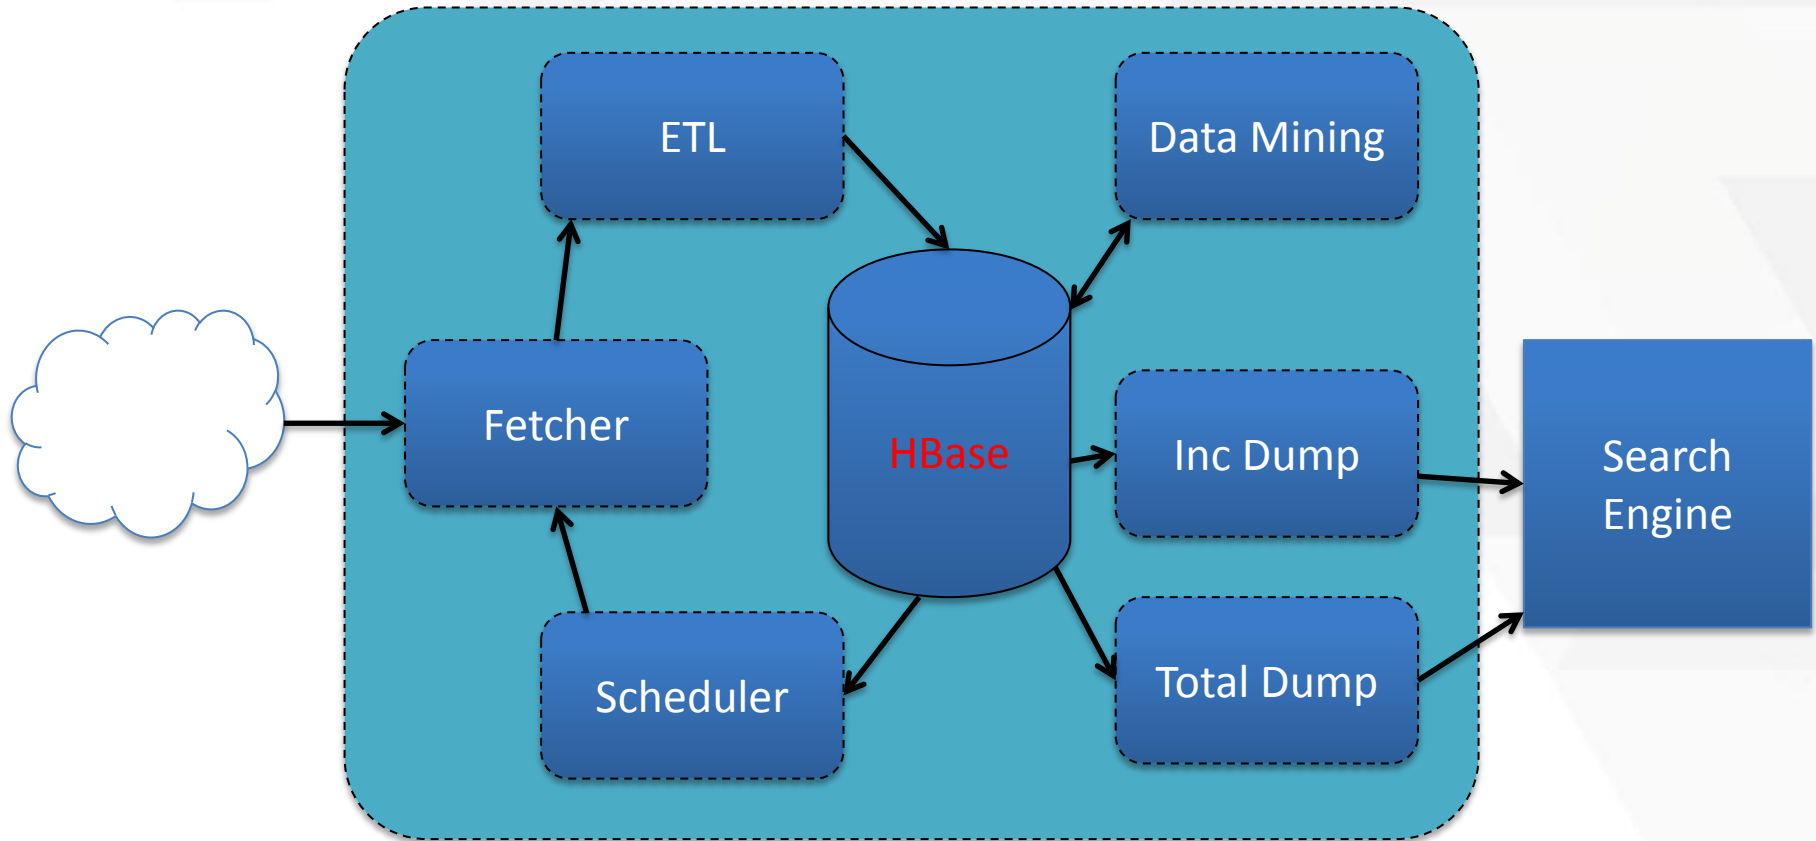 ETL
Data Mining
Fetcher
HBase
Inc Dump
Search
Engine
Scheduler
Total Dump